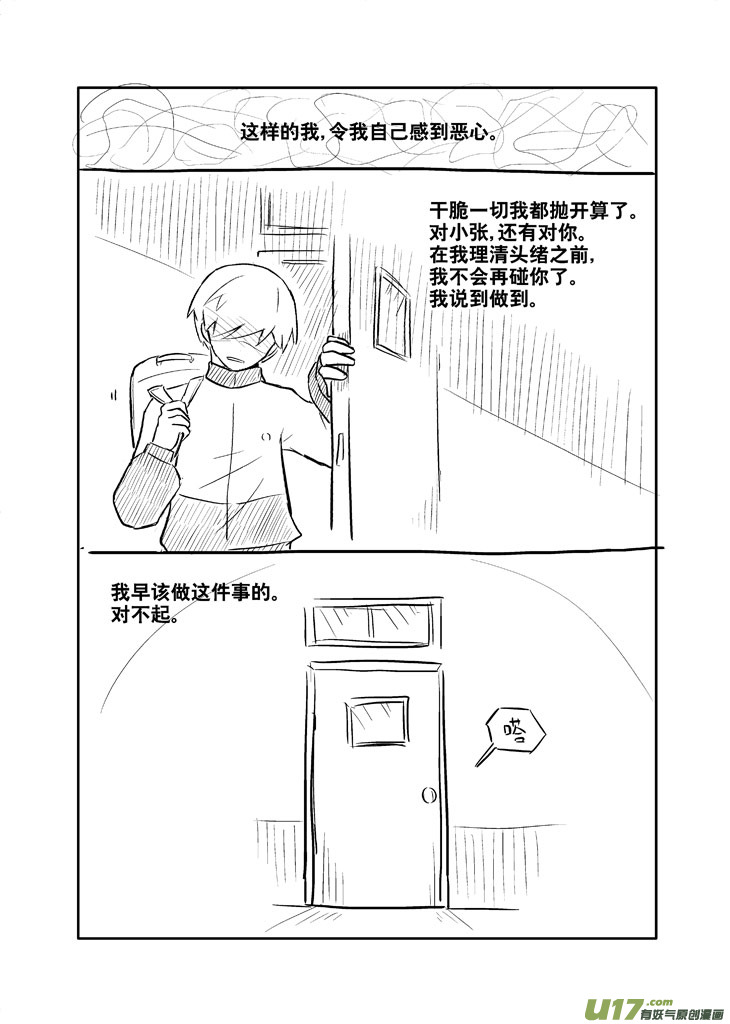 这样的我,令我自己感到恶心。
干脆一切我都抛开算了。
对小张,还有对你。
在我理清头绪之前,
我不会再碰你了。
我说到做到。
我早该做这件事的。
对不起。
嗒
U17.com
有妖气原创漫画